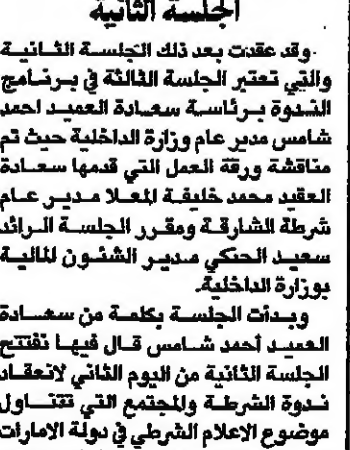 الجلسة الثانية
وقد عقدت بعد ذلك الجلسة الثانية
والتي تعتبر الجلسة الثالثة في برنامج
الندوة برئاسة سعادة العميد احمد
شامس مدير عام وزارة الداخلية حيث تم
مناقشة ورقة العمل التي قدمها سعادة
العقيد محمد خليفة المعلا مدير عام
شرطة الشارقة ومقرر الجلسة الرائد
سعيد الحنكي مدير الشئون المالية
بوزارة الداخلية.
وبدأت الجلسة بكلمة من سعادة
العميد أحمد شامس قال فيها نفتتح
الجلسة الثانية من اليوم الثاني لانعقاد
ندوة الشرطة والمجتمع التي تتناول
موضوع الاعلام الشرطي في دولة الامارات